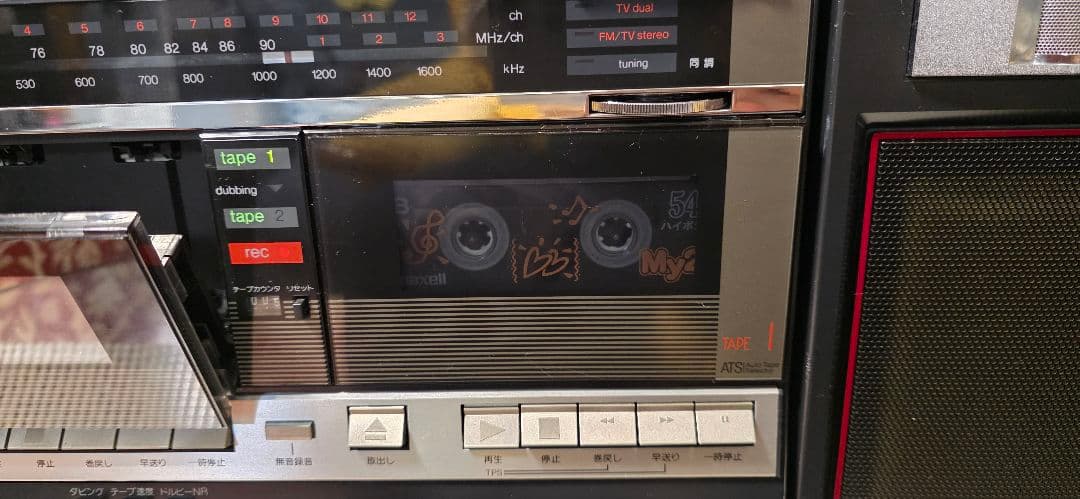 4 5 6 7 8 9 10 11 12 ch
1 2 3 MHz/ch
76 78 80 82 84 86 90
530 600 700 800 1000 1200 1400 1600 kHz
TV dual
FM/TV stereo
tuning 同調
tape 1
dubbing
tape 2
rec
テープカウンタ リセット
54
ハイポ
maxell
My2
TAPE 1
ATS Auto Tape
停止 巻戻し 早送り 一時停止
無音録音
取出し
再生 停止 巻戻し 早送り 一時停止
TPS
ダビング テープ速度 ドルビーNR